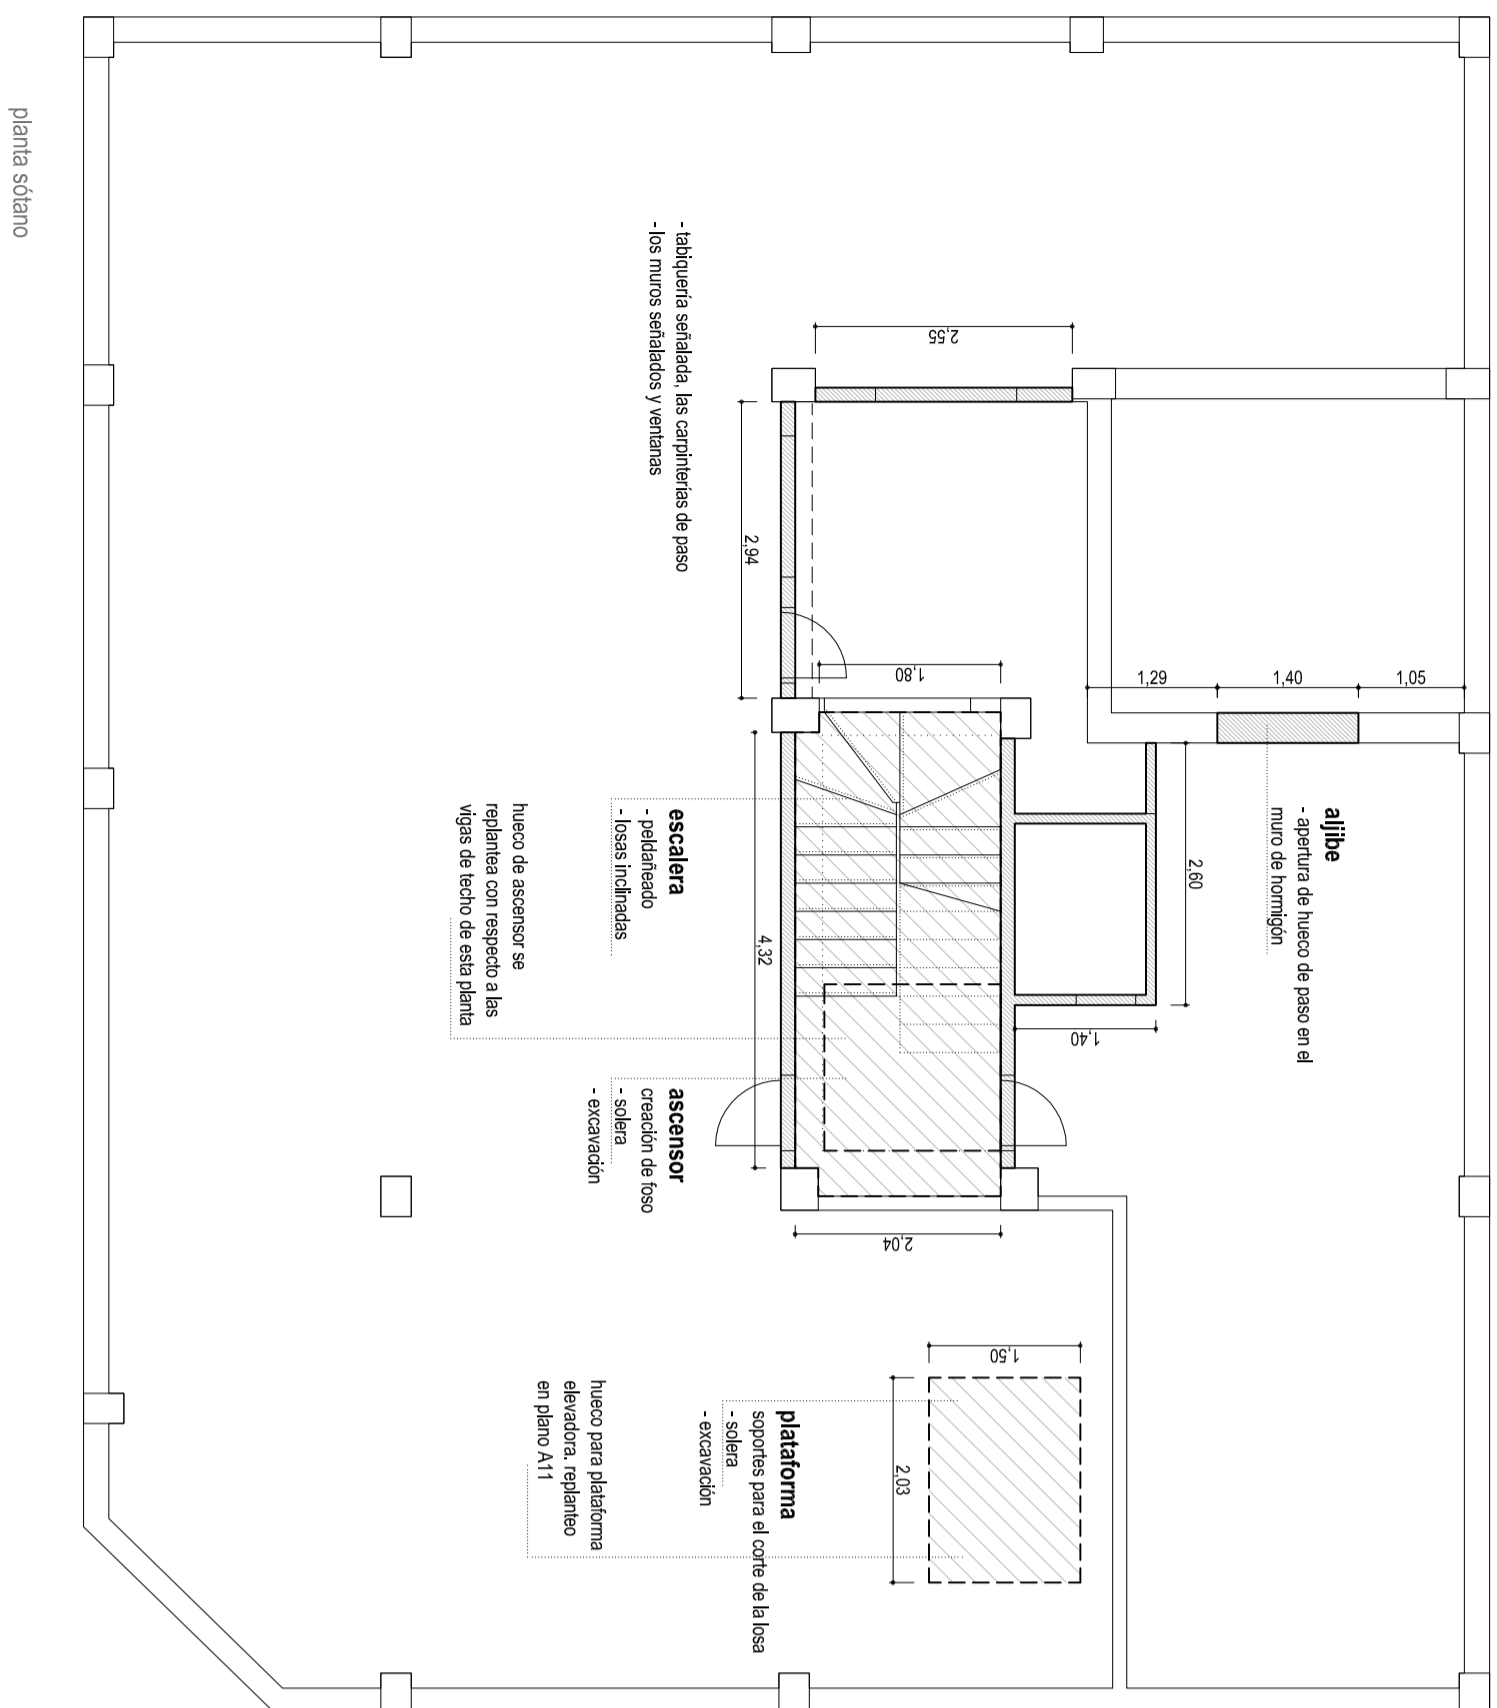 planta sótano
- tabiquería señalada, las carpinterías de paso
- los muros señalados y ventanas
2,55
2,94
1,80
1,29
1,40
1,05
aljibe
- apertura de hueco de paso en el
muro de hormigón
2,60
1,40
escalera
- peldañeado
- losas inclinadas
4,32
hueco de ascensor se
replantea con respecto a las
vigas de techo de esta planta
ascensor
creación de foso
- solera
- excavación
2,04
1,50
2,03
plataforma
soportes para el corte de la losa
- solera
- excavación
hueco para plataforma
elevadora. replanteo
en plano A11